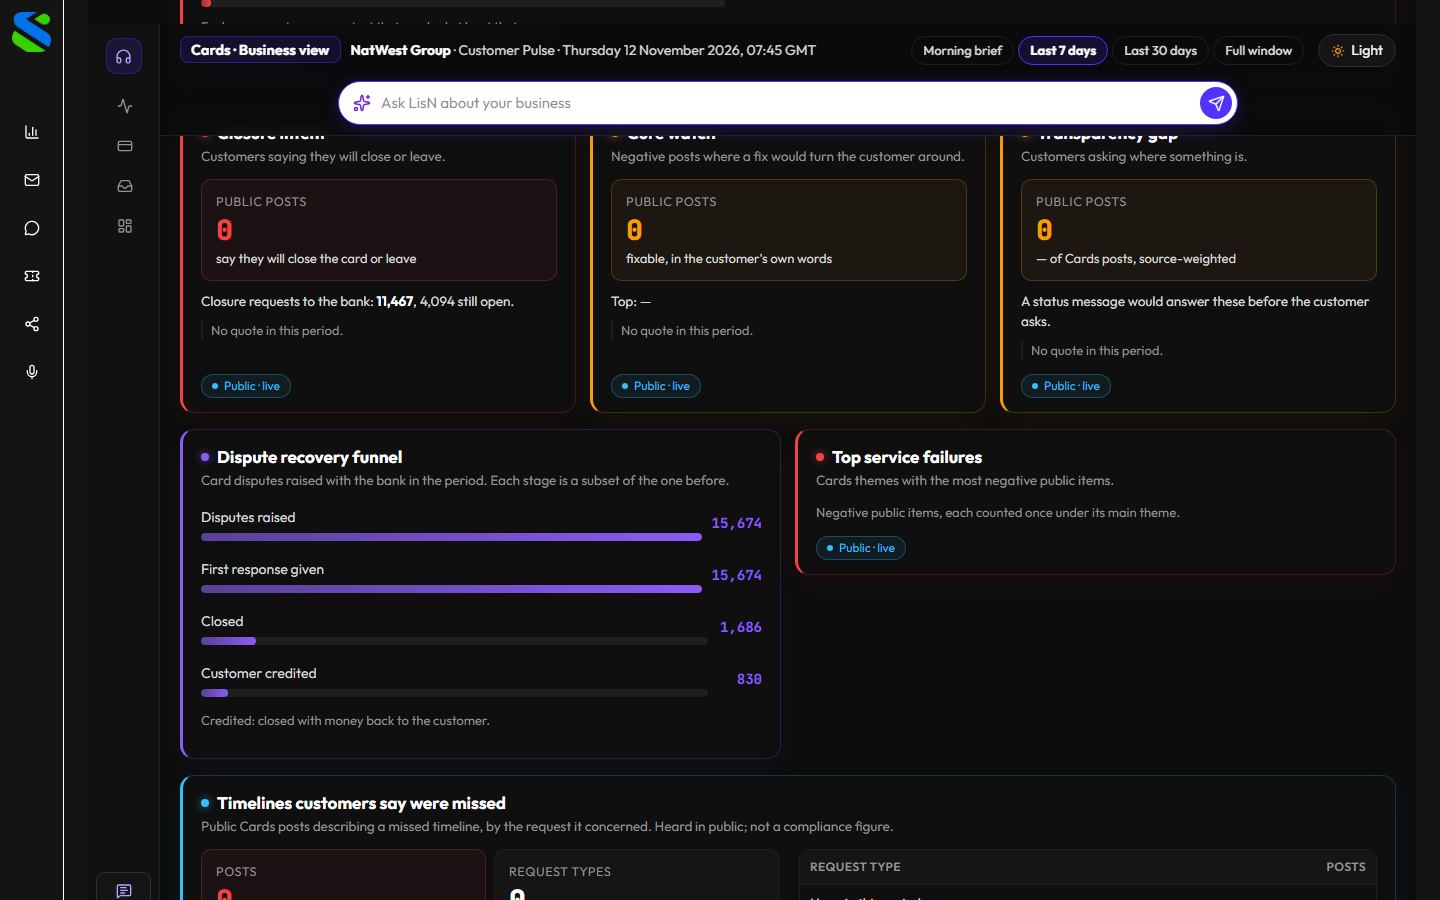 Cards · Business view
NatWest Group · Customer Pulse · Thursday 12 November 2026, 07:45 GMT
Morning brief
Last 7 days
Last 30 days
Full window
Light
Ask LisN about your business
Closure intent
Customers saying they will close or leave.
PUBLIC POSTS
0
say they will close the card or leave
Closure requests to the bank: 11,467, 4,094 still open.
No quote in this period.
Public · live
Negative posts where a fix would turn the customer around.
PUBLIC POSTS
0
fixable, in the customer's own words
Top: —
No quote in this period.
Public · live
Transparency gap
Customers asking where something is.
PUBLIC POSTS
0
— of Cards posts, source-weighted
A status message would answer these before the customer
asks.
No quote in this period.
Public · live
Dispute recovery funnel
Card disputes raised with the bank in the period. Each stage is a subset of the one before.
Disputes raised
15,674
First response given
15,674
Closed
1,686
Customer credited
830
Credited: closed with money back to the customer.
Top service failures
Cards themes with the most negative public items.
Negative public items, each counted once under its main theme.
Public · live
Timelines customers say were missed
Public Cards posts describing a missed timeline, by the request it concerned. Heard in public; not a compliance figure.
POSTS
0
REQUEST TYPES
0
REQUEST TYPE
POSTS